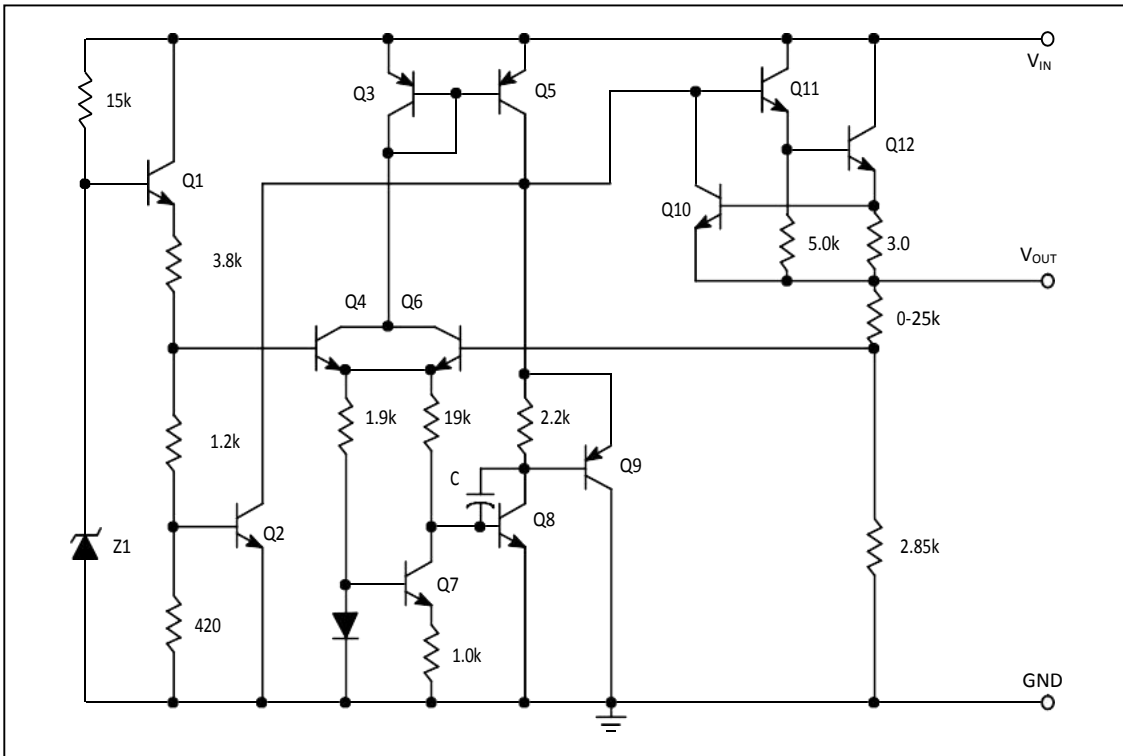 V_IN
Q3
Q5
Q11
15k
Q12
Q1
Q10
5.0k
3.0
V_OUT
3.8k
Q4
Q6
0-25k
1.9k
19k
2.2k
1.2k
Q9
C
Q2
Q8
Z1
2.85k
Q7
420
1.0k
GND